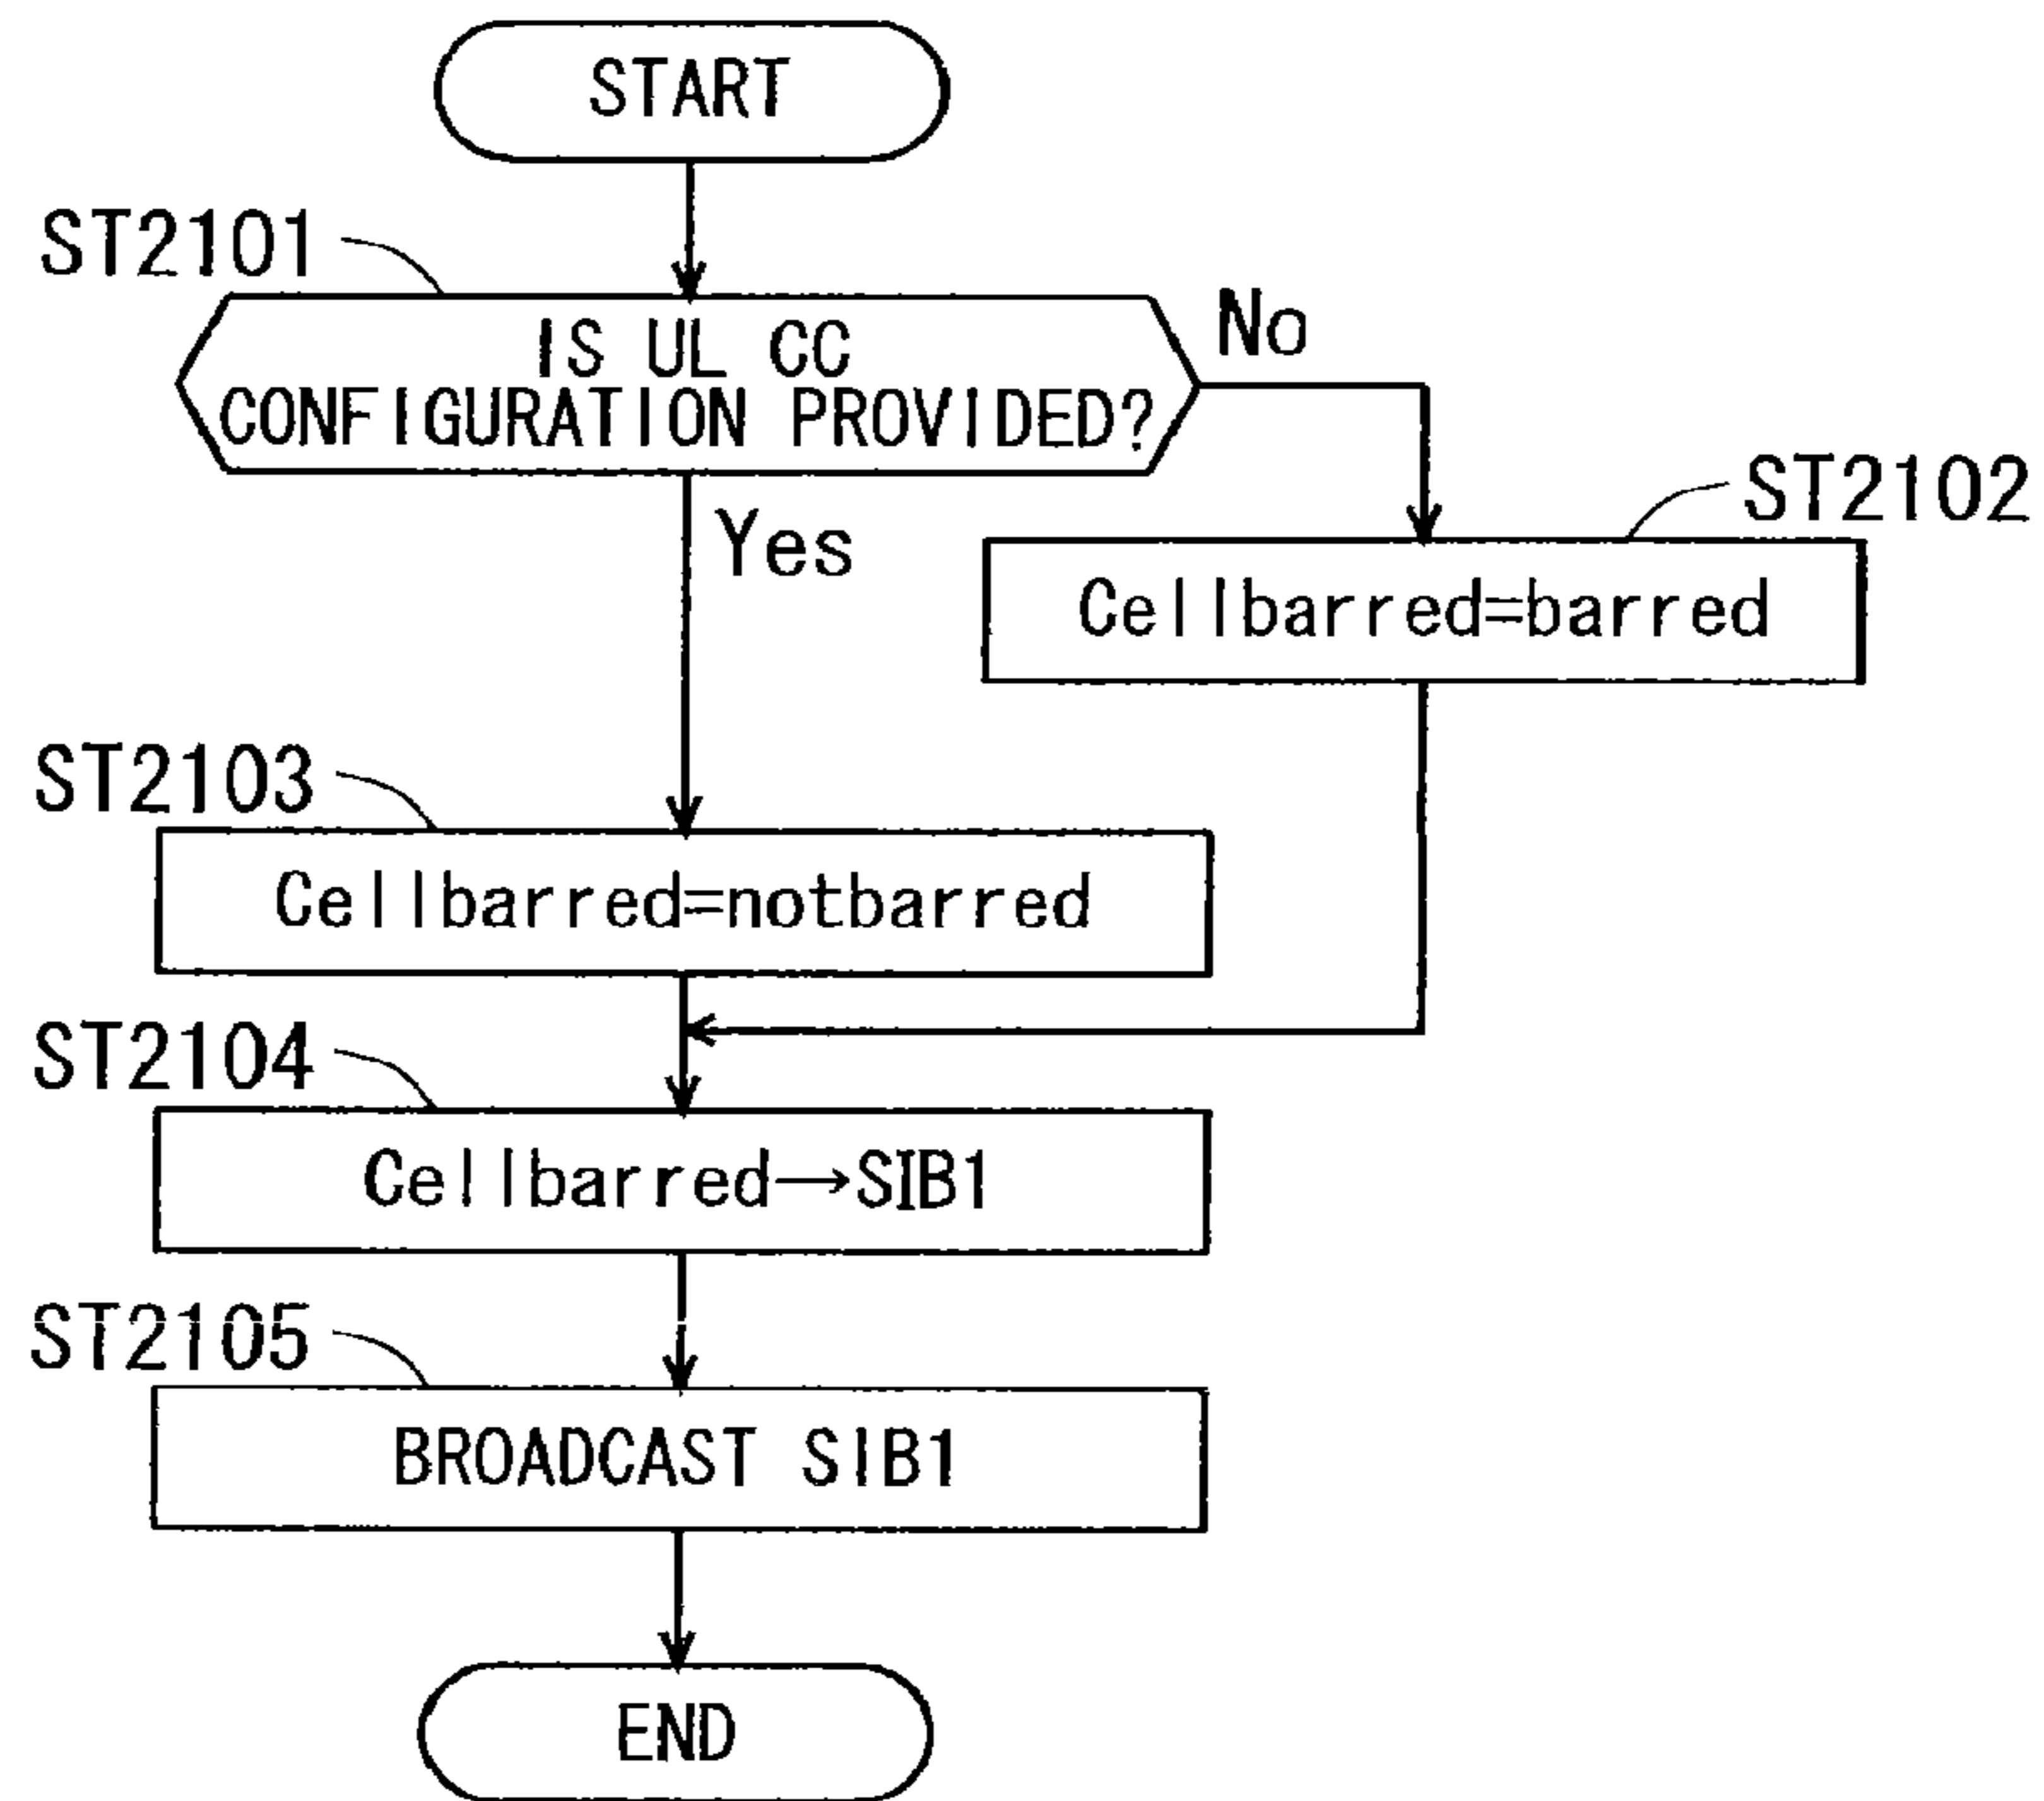 START
ST2101
IS UL CC
CONFIGURATION PROVIDED?
No
Yes
ST2102
Cellbarred=barred
ST2103
Cellbarred=notbarred
ST2104
Cellbarred→SIB1
ST2105
BROADCAST SIB1
END